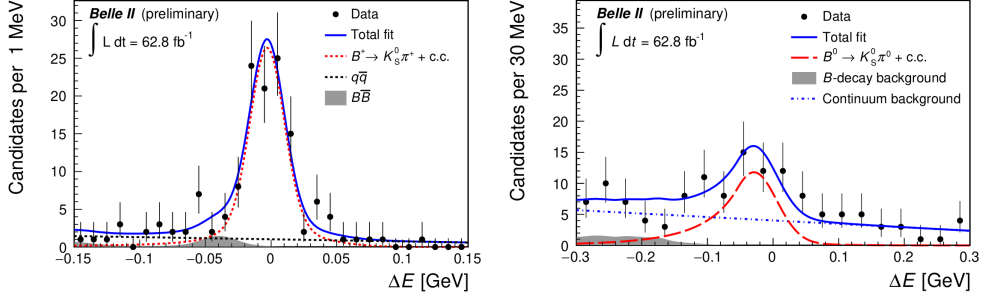 Belle II (preliminary)
∫ L dt = 62.8 fb⁻¹
Data
Total fit
B⁺→ K⁰_S π⁺ + c.c.
qq̅
BB̅
Candidates per 1 MeV
0
5
10
15
20
25
30
−0.15
−0.1
−0.05
0
0.05
0.1
0.15
ΔE [GeV]
Belle II (preliminary)
∫ L dt = 62.8 fb⁻¹
Data
Total fit
B⁰ → K⁰_S π⁰ + c.c.
B-decay background
Continuum background
Candidates per 30 MeV
0
5
10
15
20
25
30
35
−0.3
−0.2
−0.1
0
0.1
0.2
0.3
ΔE [GeV]